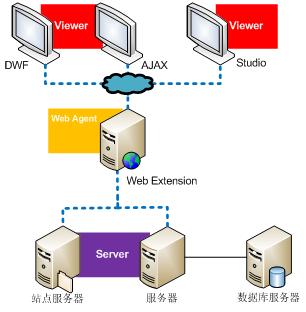 Viewer
Viewer
DWF
AJAX
Studio
Web Agent
Web Extension
Server
站点服务器
服务器
数据库服务器